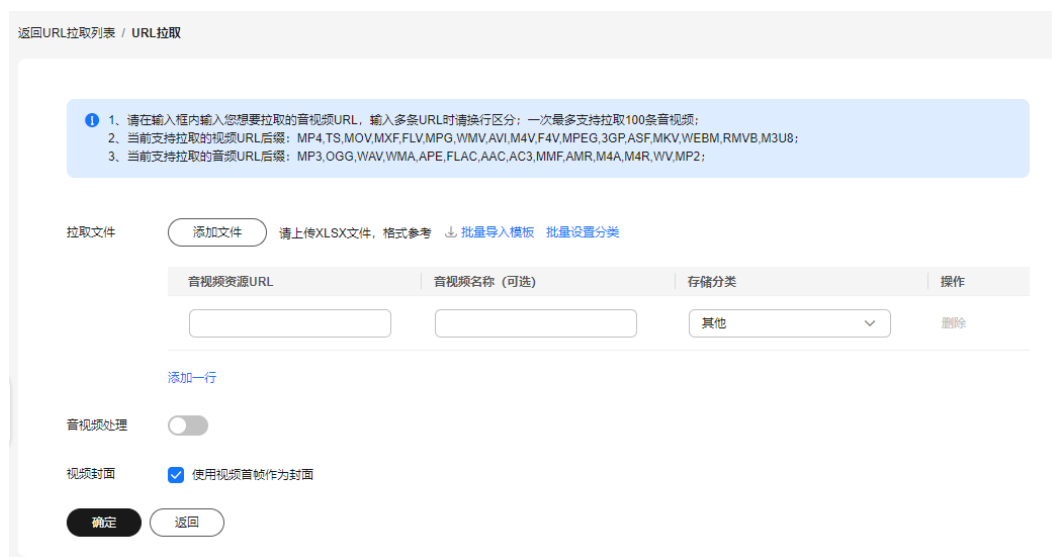 返回URL拉取列表 / URL拉取
1、请在输入框内输入您想要拉取的音视频URL，输入多条URL时请换行区分；一次最多支持拉取100条音视频；
2、当前支持拉取的视频URL后缀：MP4,TS,MOV,MXF,FLV,MPG,WMV,AVI,M4V,F4V,MPEG,3GP,ASF,MKV,WEBM,RMVB,M3U8；
3、当前支持拉取的音频URL后缀：MP3,OGG,WAV,WMA,APE,FLAC,AAC,AC3,MMF,AMR,M4A,M4R,WV,MP2；
拉取文件 添加文件 请上传XLSX文件，格式参考 批量导入模板 批量设置分类
音视频资源URL 音视频名称（可选） 存储分类 操作
其他 删除
添加一行
音视频处理
视频封面 使用视频首帧作为封面
确定 返回